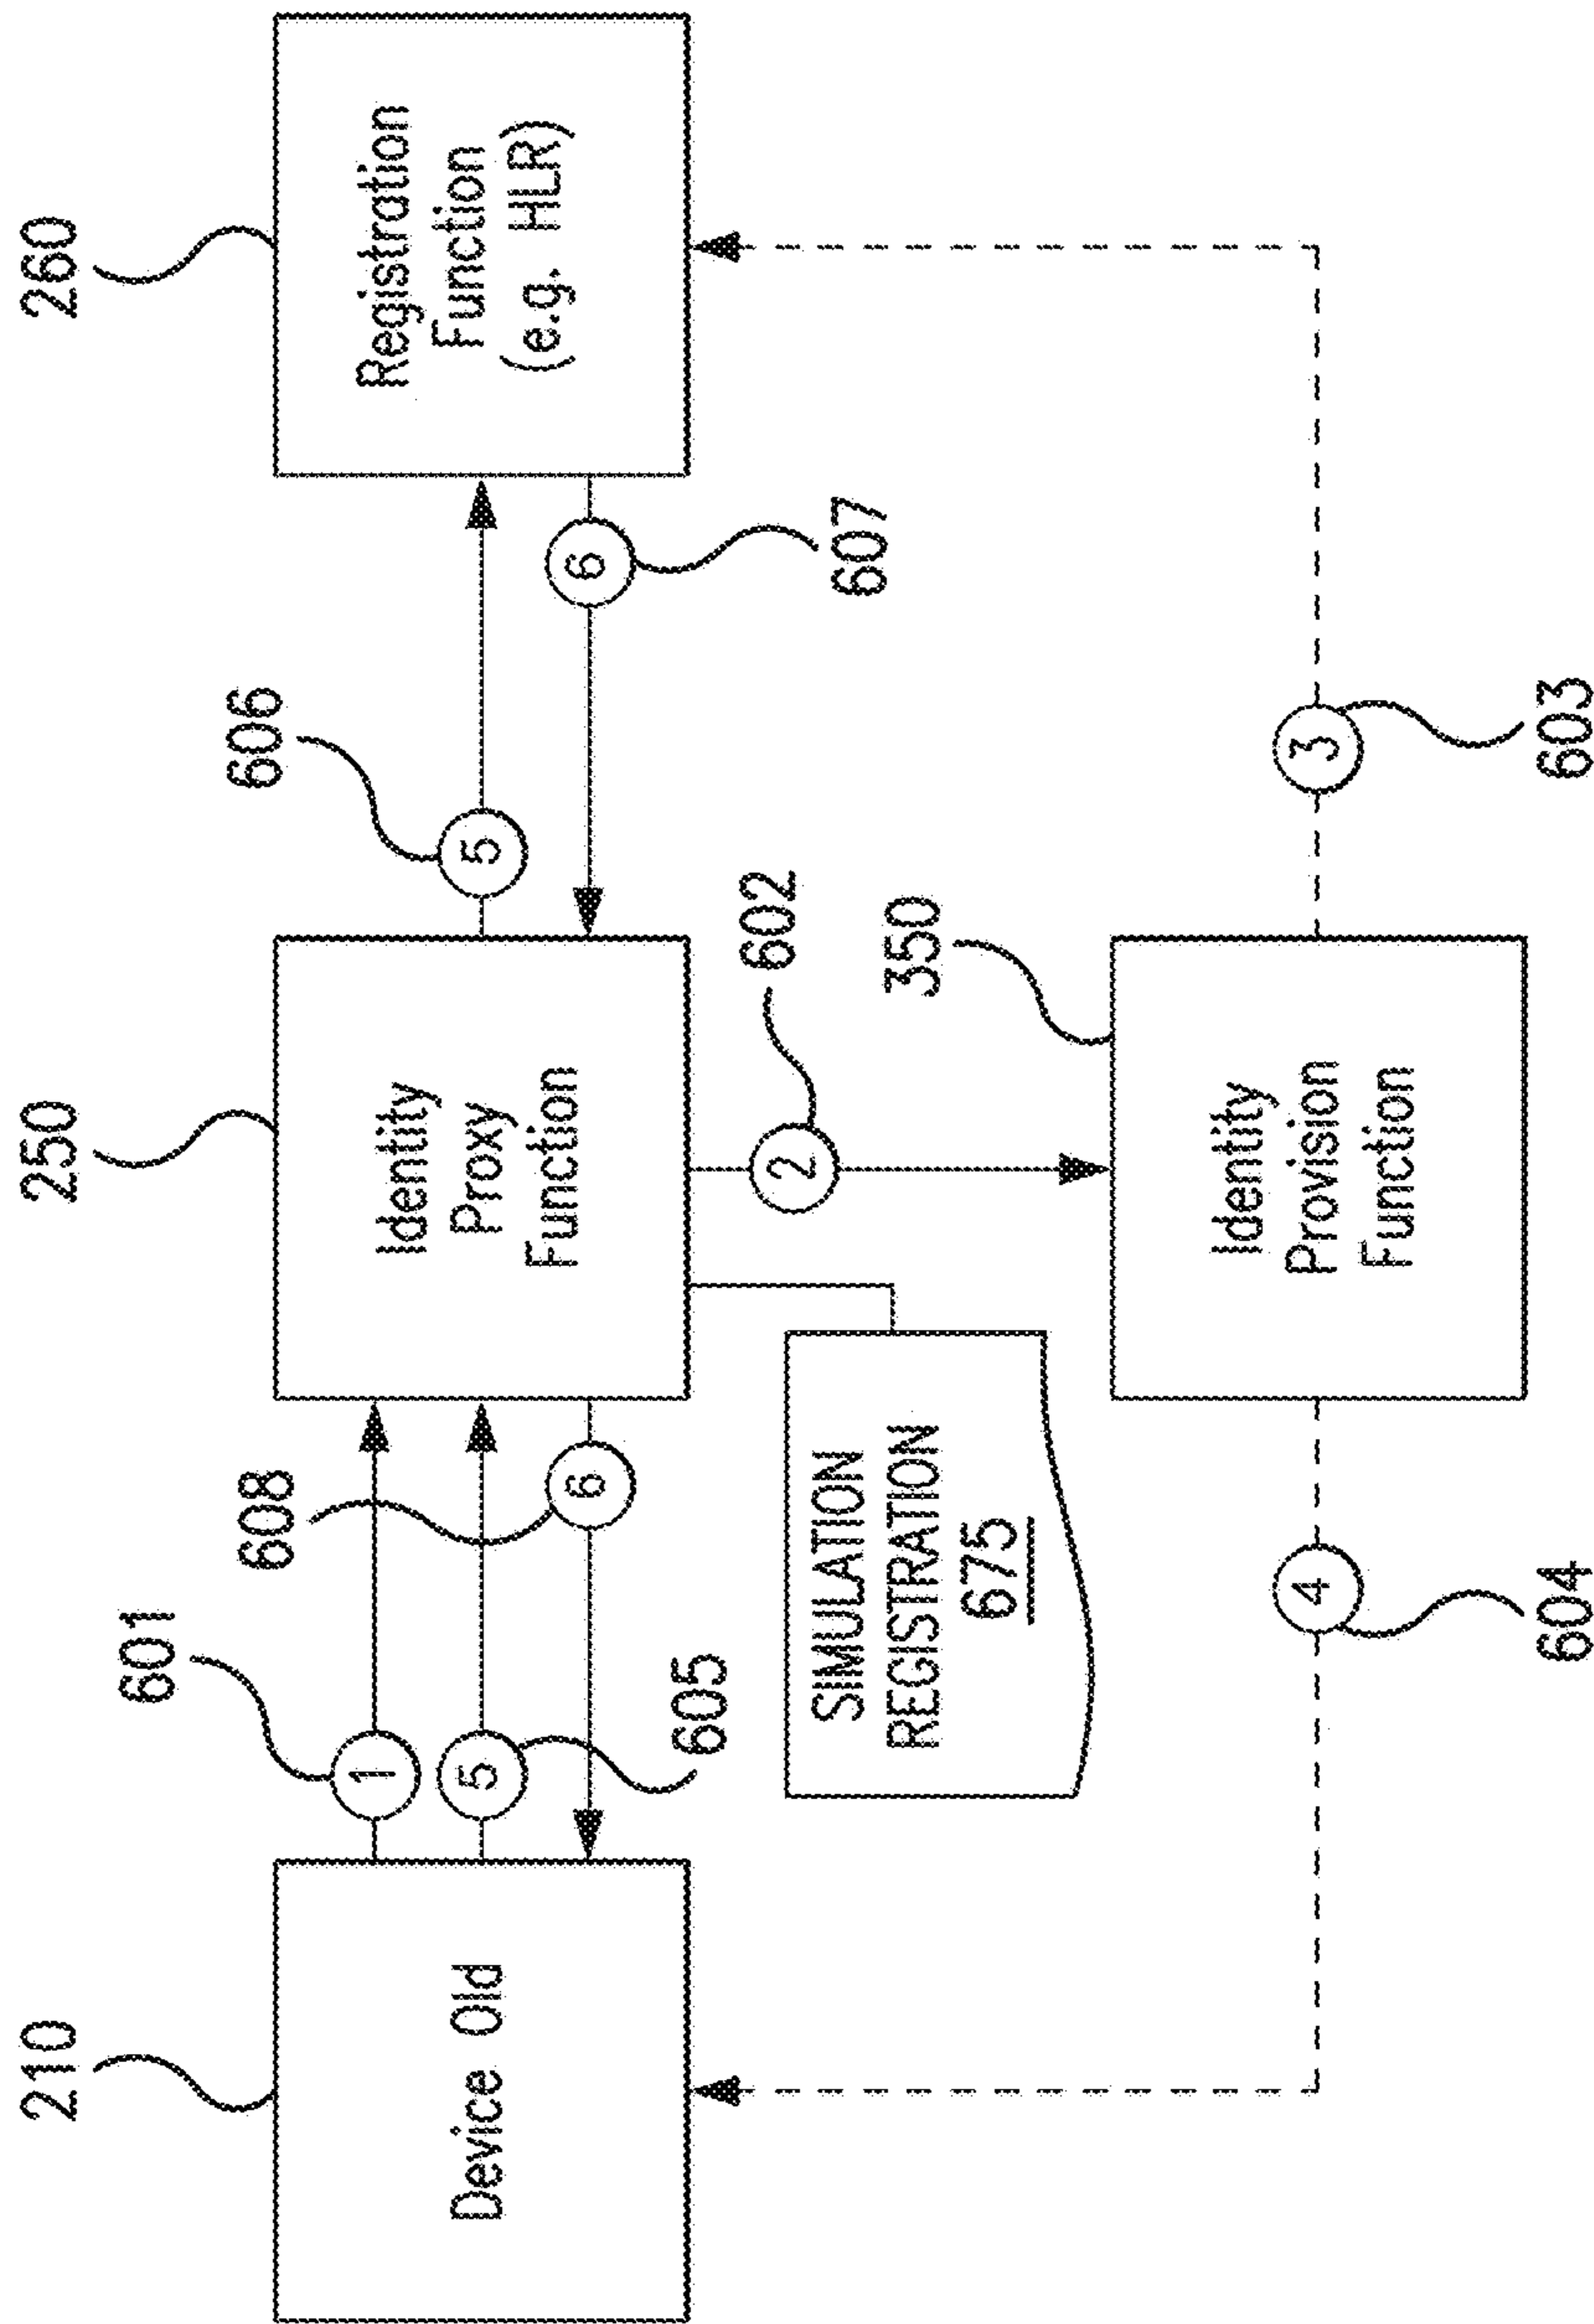 210
250
260
Device Old
Identity
Proxy
Function
Registration
Function
(e.g. HLR)
601
1
608
606
5
5
6
5
6
605
607
602
2
SIMULATION
REGISTRATION
675
350
Identity
Provision
Function
4
604
3
603